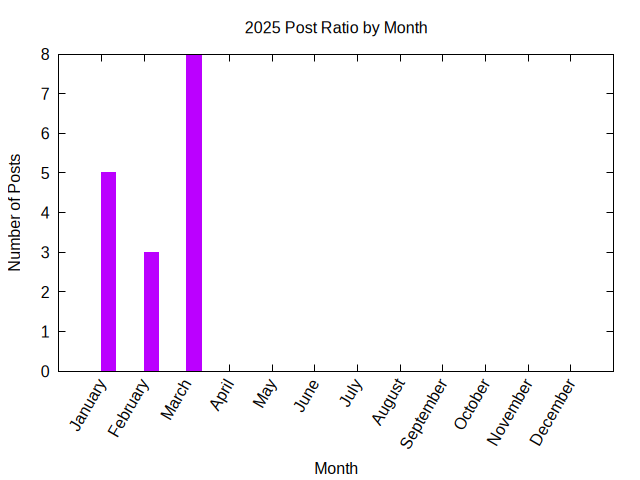 2025 Post Ratio by Month
8
7
6
5
4
3
2
1
0
Number of Posts
January
February
March
April
May
June
July
August
September
October
November
December
Month